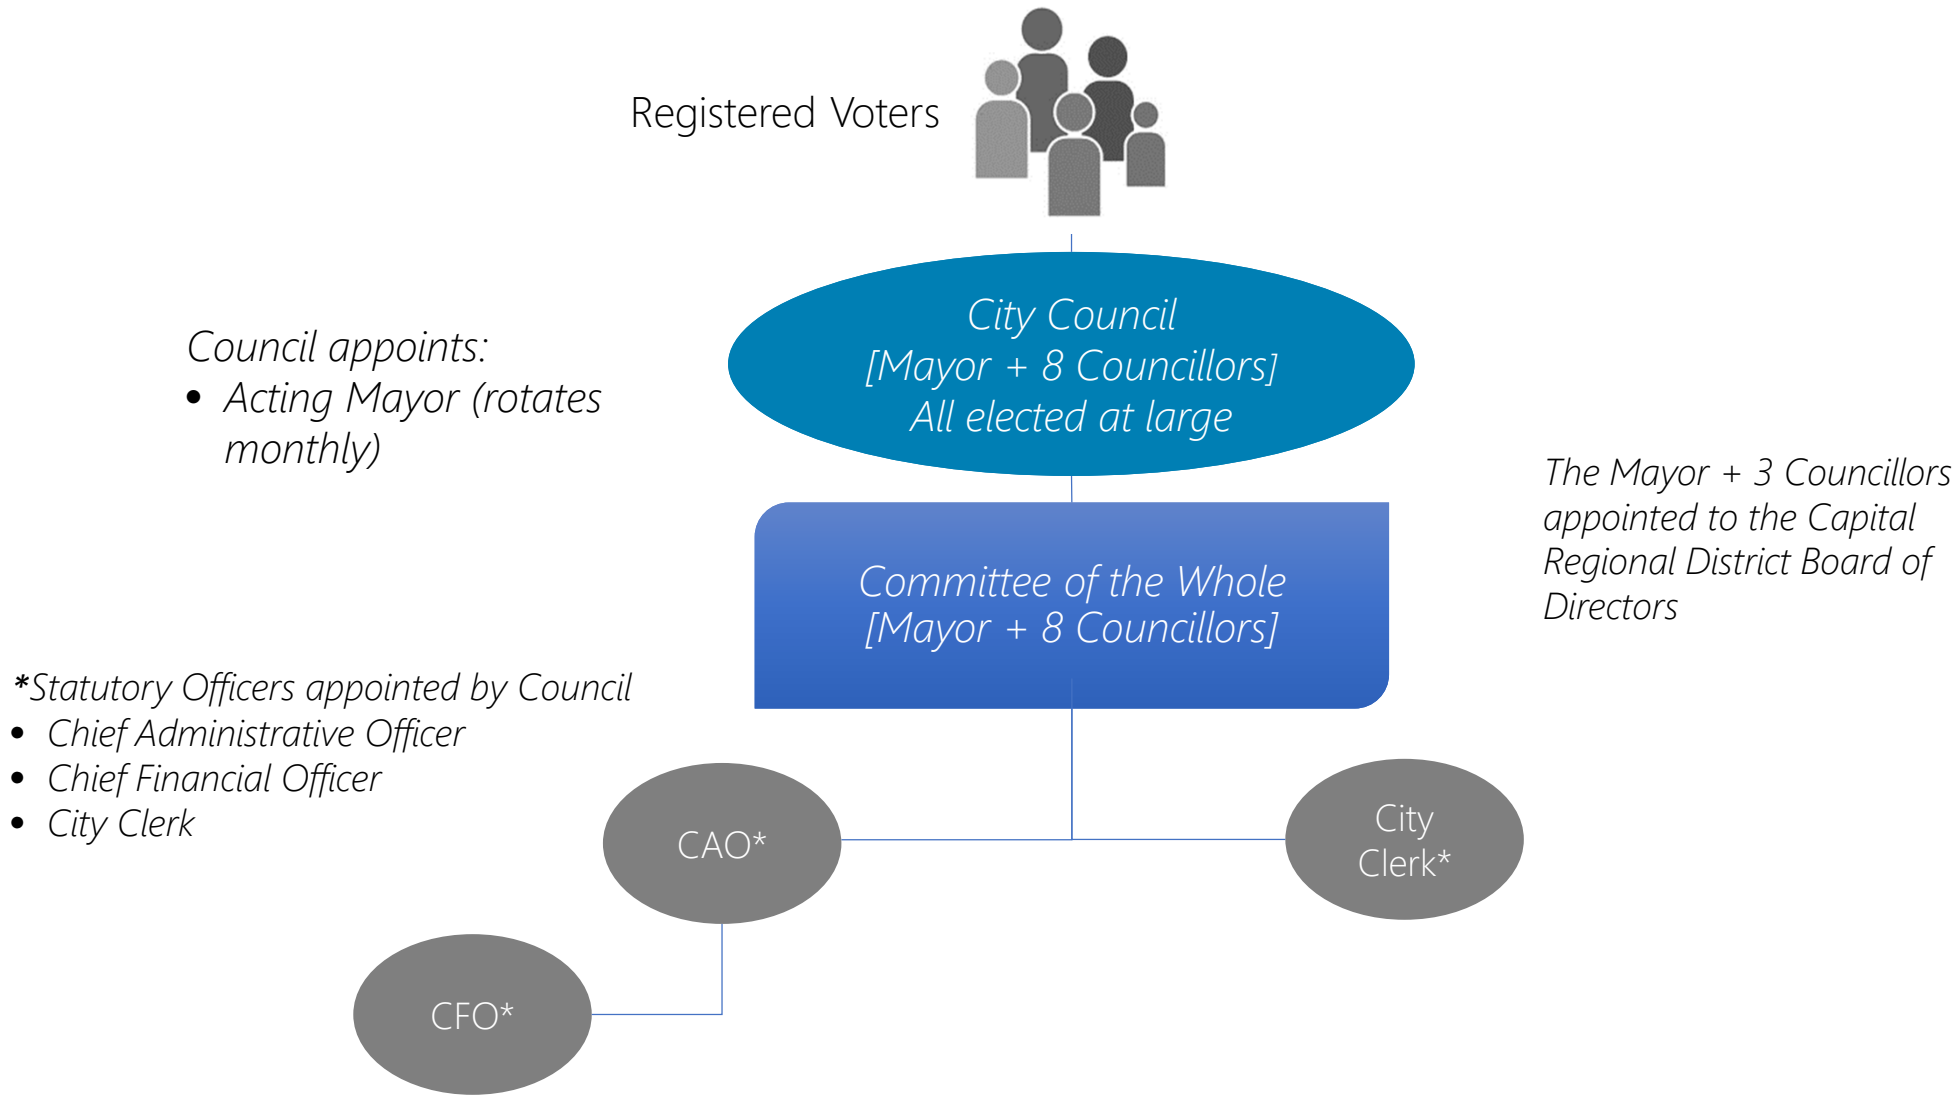 Registered Voters
City Council
[Mayor + 8 Councillors]
All elected at large
Council appoints:
• Acting Mayor (rotates
monthly)
The Mayor + 3 Councillors
appointed to the Capital
Regional District Board of
Directors
Committee of the Whole
[Mayor + 8 Councillors]
*Statutory Officers appointed by Council
• Chief Administrative Officer
• Chief Financial Officer
• City Clerk
CAO*
City
Clerk*
CFO*